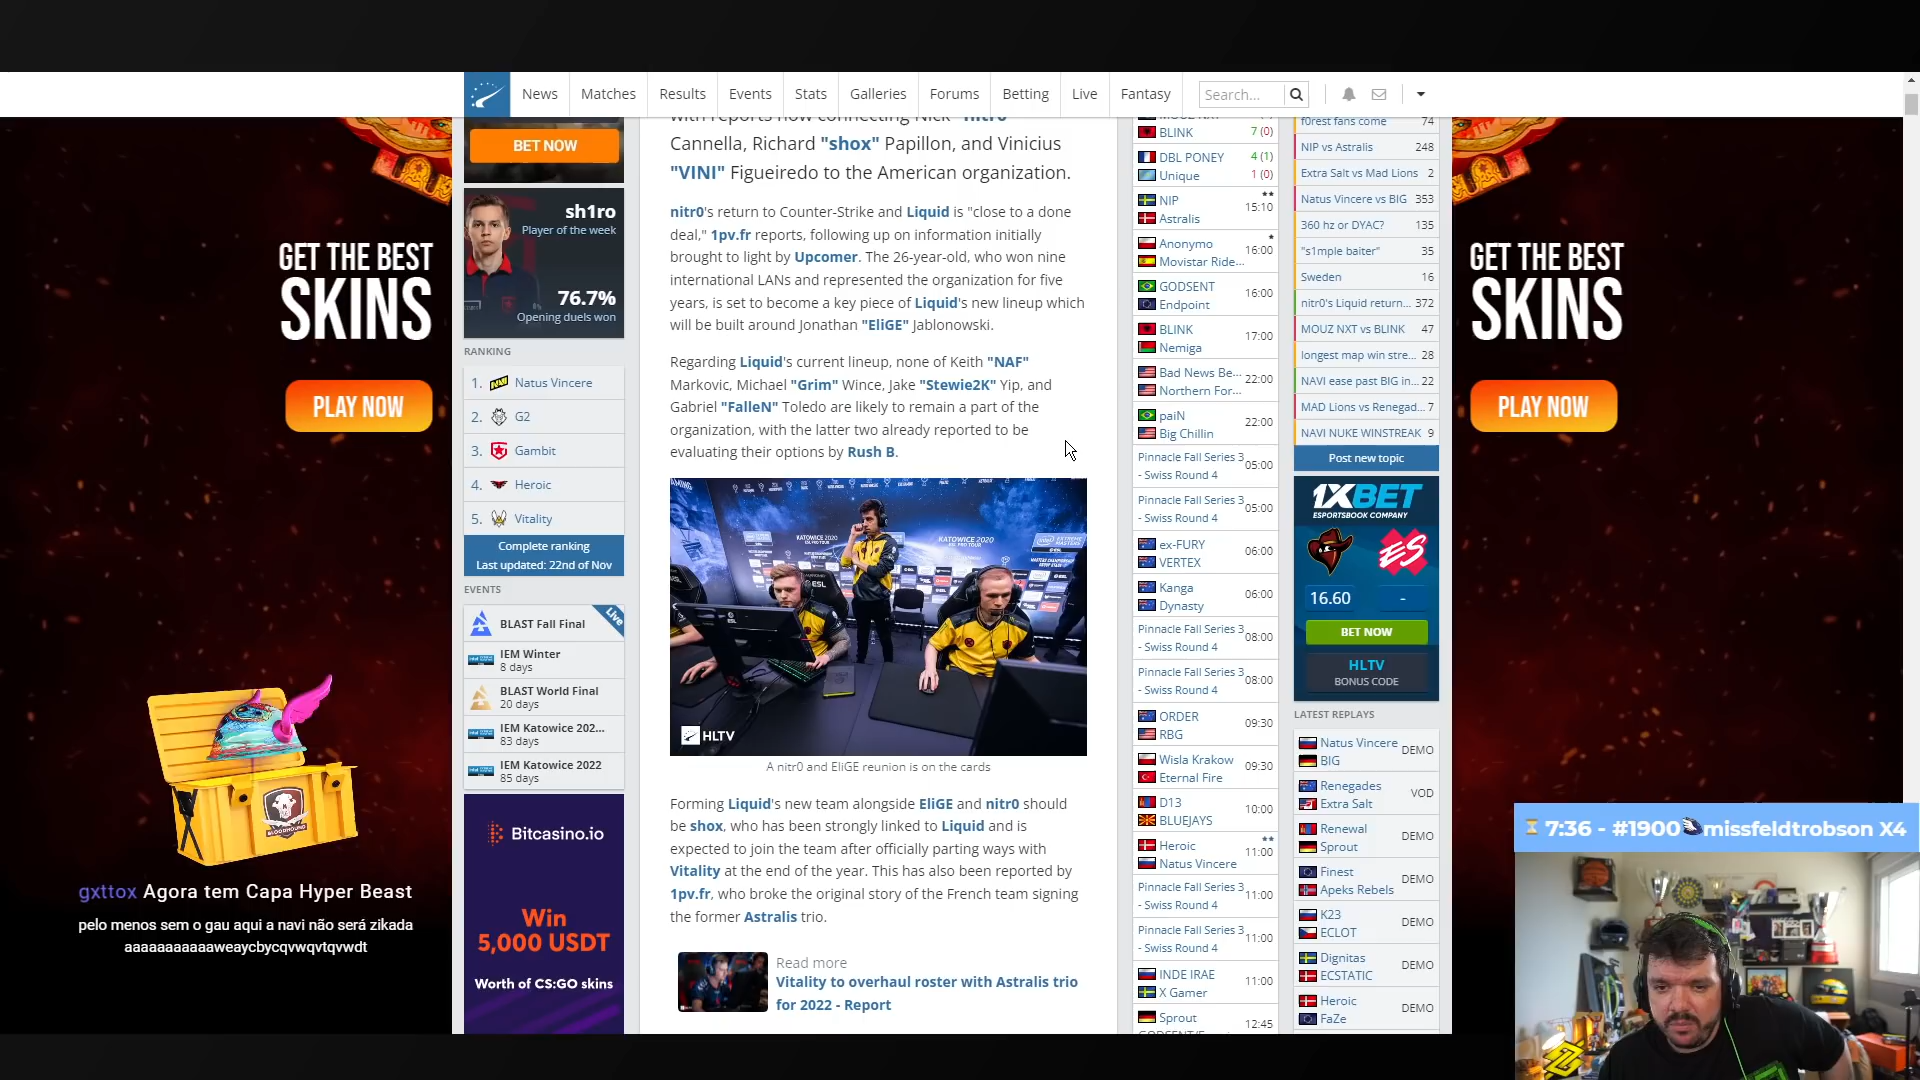 News
Matches
Results
Events
Stats
Galleries
Forums
Betting
Live
Fantasy
Search...
GET THE BEST
SKINS
PLAY NOW
gxttox Agora tem Capa Hyper Beast
pelo menos sem o gau aqui a navi não será zikada
aaaaaaaaaaaweaycbycqvwqvtqvwdt
BET NOW
sh1ro
Player of the week
76.7%
Opening duels won
RANKING
1. Natus Vincere
2. G2
3. Gambit
4. Heroic
5. Vitality
Complete ranking
Last updated: 22nd of Nov
EVENTS
BLAST Fall Final
Live
IEM Winter
8 days
BLAST World Final
20 days
IEM Katowice 202...
83 days
IEM Katowice 2022
85 days
Bitcasino.io
Win
5,000 USDT
Worth of CS:GO skins
with reports now connecting Nick "nitr0"
Cannella, Richard "shox" Papillon, and Vinicius
"VINI" Figueiredo to the American organization.
nitr0's return to Counter-Strike and Liquid is "close to a done
deal," 1pv.fr reports, following up on information initially
brought to light by Upcomer. The 26-year-old, who won nine
international LANs and represented the organization for five
years, is set to become a key piece of Liquid's new lineup which
will be built around Jonathan "EliGE" Jablonowski.
Regarding Liquid's current lineup, none of Keith "NAF"
Markovic, Michael "Grim" Wince, Jake "Stewie2K" Yip, and
Gabriel "FalleN" Toledo are likely to remain a part of the
organization, with the latter two already reported to be
evaluating their options by Rush B.
KATOWICE 2020
KATOWICE 2020
ESL
HLTV
A nitr0 and EliGE reunion is on the cards
Forming Liquid's new team alongside EliGE and nitr0 should
be shox, who has been strongly linked to Liquid and is
expected to join the team after officially parting ways with
Vitality at the end of the year. This has also been reported by
1pv.fr, who broke the original story of the French team signing
the former Astralis trio.
Read more
Vitality to overhaul roster with Astralis trio
for 2022 - Report
MOUZ NXT
BLINK 7 (0)
DBL PONEY 4 (1)
Unique 1 (0)
NIP
15:10
Astralis
Anonymo
16:00
Movistar Ride...
GODSENT
16:00
Endpoint
BLINK
17:00
Nemiga
Bad News Be...
22:00
Northern For...
paiN
22:00
Big Chillin
Pinnacle Fall Series 3
05:00
- Swiss Round 4
Pinnacle Fall Series 3
05:00
- Swiss Round 4
ex-FURY
06:00
VERTEX
Kanga
06:00
Dynasty
Pinnacle Fall Series 3
08:00
- Swiss Round 4
Pinnacle Fall Series 3
08:00
- Swiss Round 4
ORDER
09:30
RBG
Wisla Krakow
09:30
Eternal Fire
D13
10:00
BLUEJAYS
Heroic
11:00
Natus Vincere
Pinnacle Fall Series 3
11:00
- Swiss Round 4
Pinnacle Fall Series 3
11:00
- Swiss Round 4
INDE IRAE
11:00
X Gamer
Sprout
12:45
f0rest fans come 74
NIP vs Astralis 248
Extra Salt vs Mad Lions 2
Natus Vincere vs BIG 353
360 hz or DYAC? 135
"s1mple baiter" 35
Sweden 16
nitr0's Liquid return... 372
MOUZ NXT vs BLINK 47
longest map win stre... 28
NAVI ease past BIG in... 22
MAD Lions vs Renegad... 7
NAVI NUKE WINSTREAK 9
Post new topic
1XBET
ESPORTSBOOK COMPANY
ES
16.60 -
BET NOW
HLTV
BONUS CODE
LATEST REPLAYS
Natus Vincere
DEMO
BIG
Renegades
VOD
Extra Salt
Renewal
DEMO
Sprout
Finest
DEMO
Apeks Rebels
K23
DEMO
ECLOT
Dignitas
DEMO
ECSTATIC
Heroic
DEMO
FaZe
GET THE BEST
SKINS
PLAY NOW
7:36 - #1900 missfeldtrobson X4